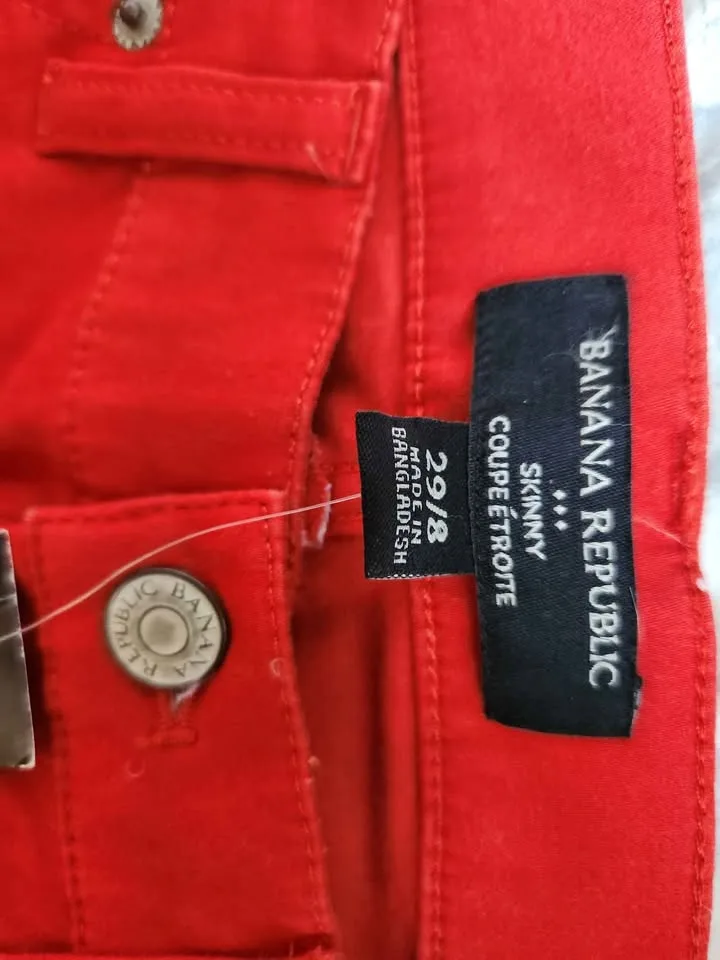 BANANA REPUBLIC
SKINNY
COUPE ÉTROITE
29/8
MADE IN
BANGLADESH
BANANA REPUBLIC